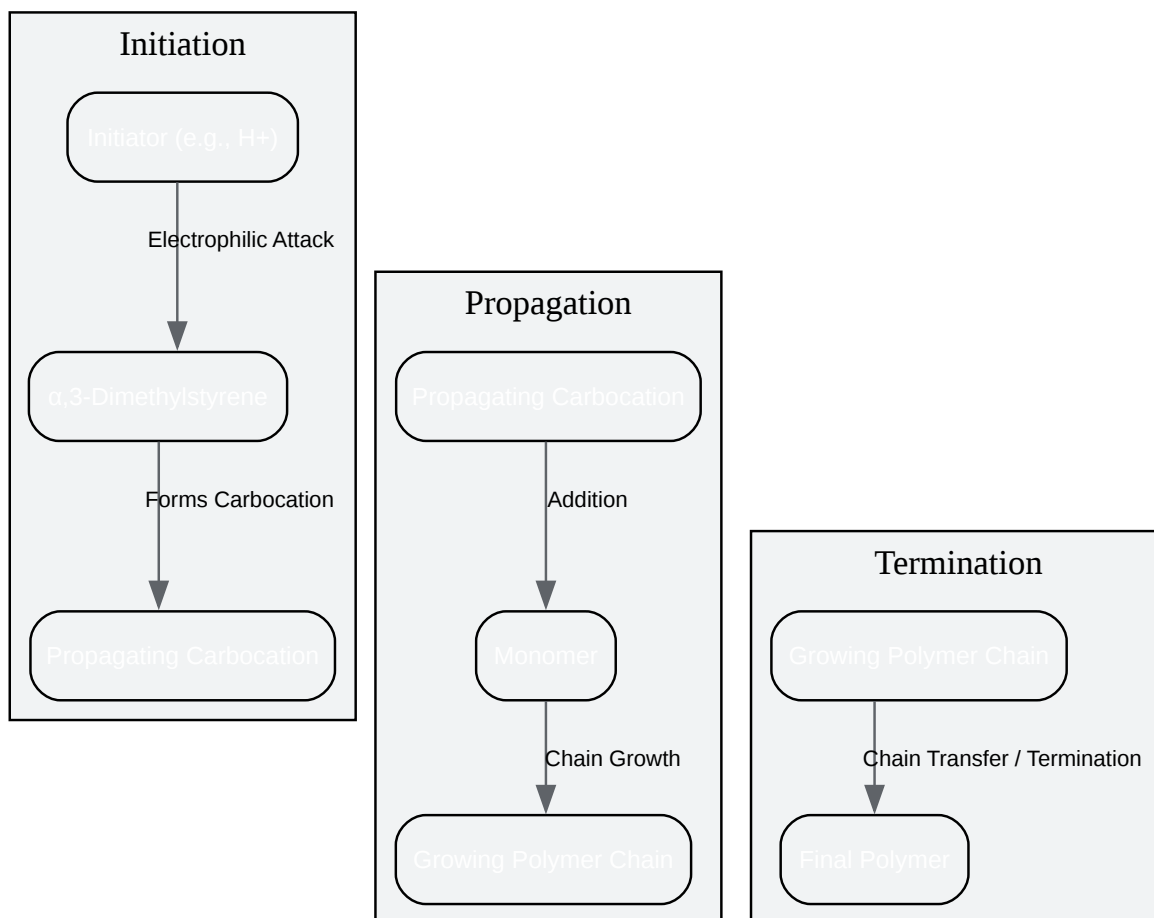 Initiation
Initiator (e.g., H+)
Electrophilic Attack
α,3-Dimethylstyrene
Forms Carbocation
Propagating Carbocation
Propagation
Propagating Carbocation
Addition
Monomer
Chain Growth
Growing Polymer Chain
Termination
Growing Polymer Chain
Chain Transfer / Termination
Final Polymer